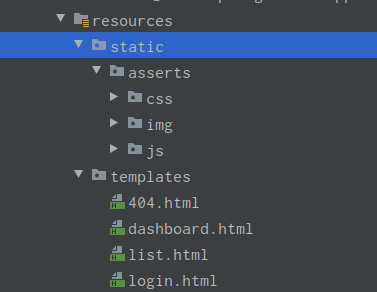 resources
static
asserts
css
img
js
templates
404.html
dashboard.html
list.html
login.html